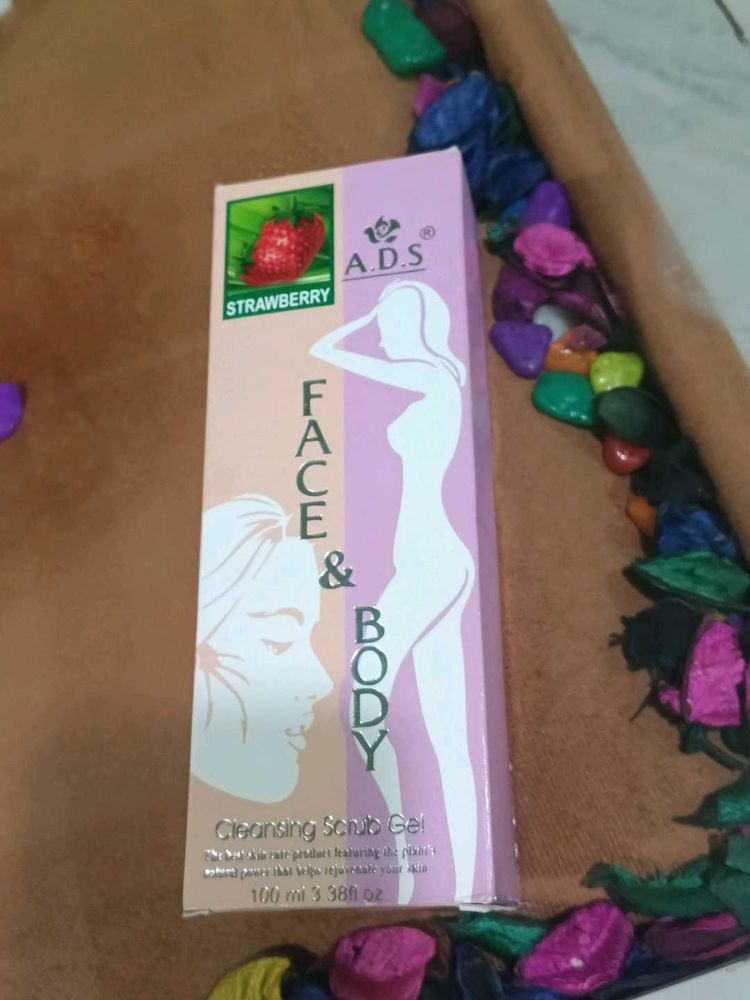 STRAWBERRY
A.D.S®
FACE
&
BODY
Cleansing Scrub Gel
The best skin care product featuring the plant's
natural power that helps rejuvenate your skin
100 ml 3 38fl oz